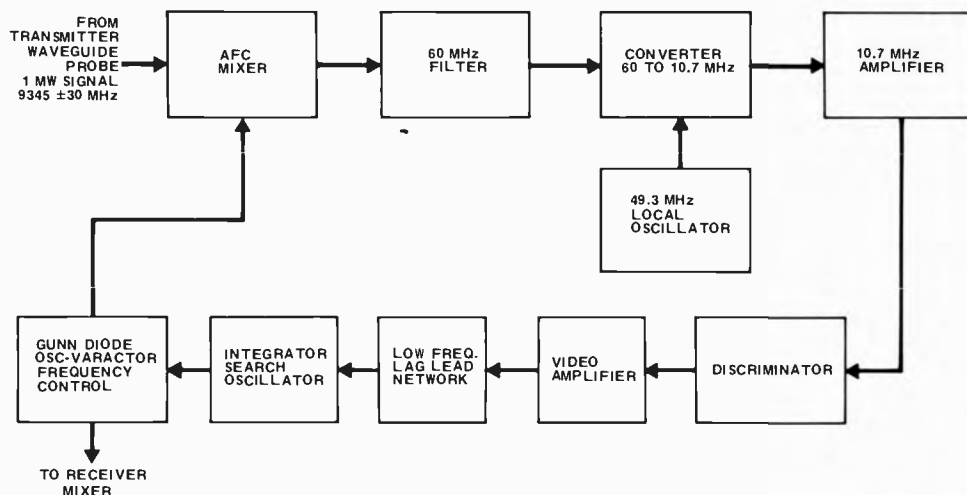 FROM
TRANSMITTER
WAVEGUIDE
PROBE
1 MW SIGNAL
9345 ±30 MHz
AFC
MIXER
60 MHz
FILTER
CONVERTER
60 TO 10.7 MHz
10.7 MHz
AMPLIFIER
49.3 MHz
LOCAL
OSCILLATOR
GUNN DIODE
OSC-VARACTOR
FREQUENCY
CONTROL
INTEGRATOR
SEARCH
OSCILLATOR
LOW FREQ.
LAG LEAD
NETWORK
VIDEO
AMPLIFIER
DISCRIMINATOR
TO RECEIVER
MIXER